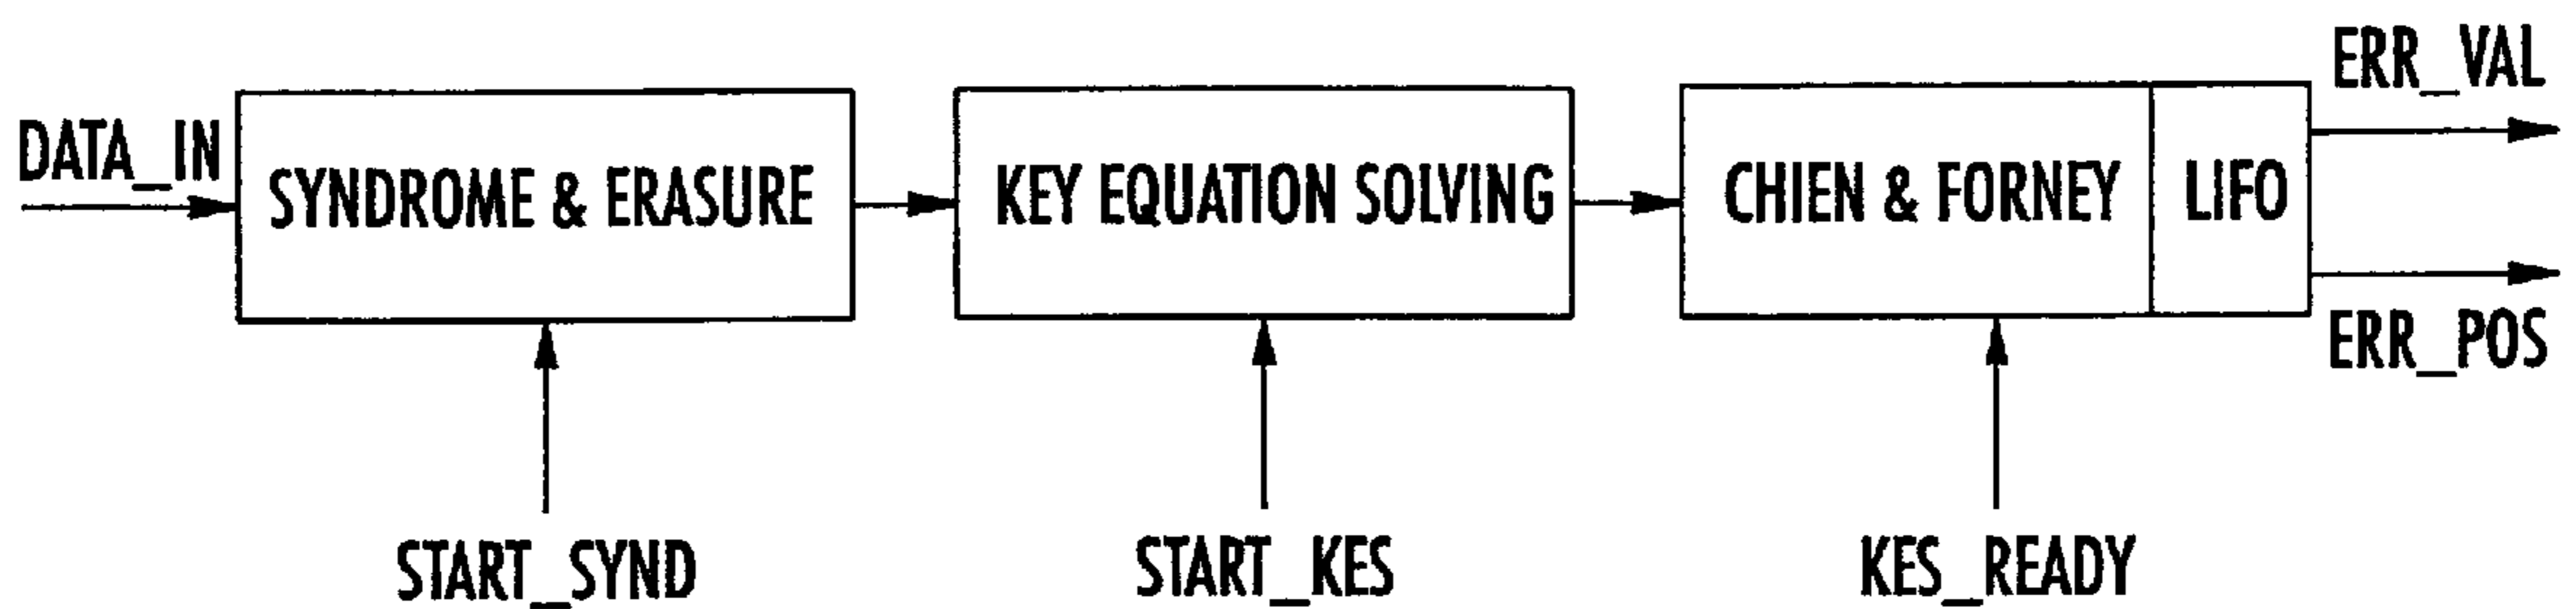 DATA_IN
SYNDROME & ERASURE
KEY EQUATION SOLVING
CHIEN & FORNEY
LIFO
ERR_VAL
ERR_POS
START_SYND
START_KES
KES_READY